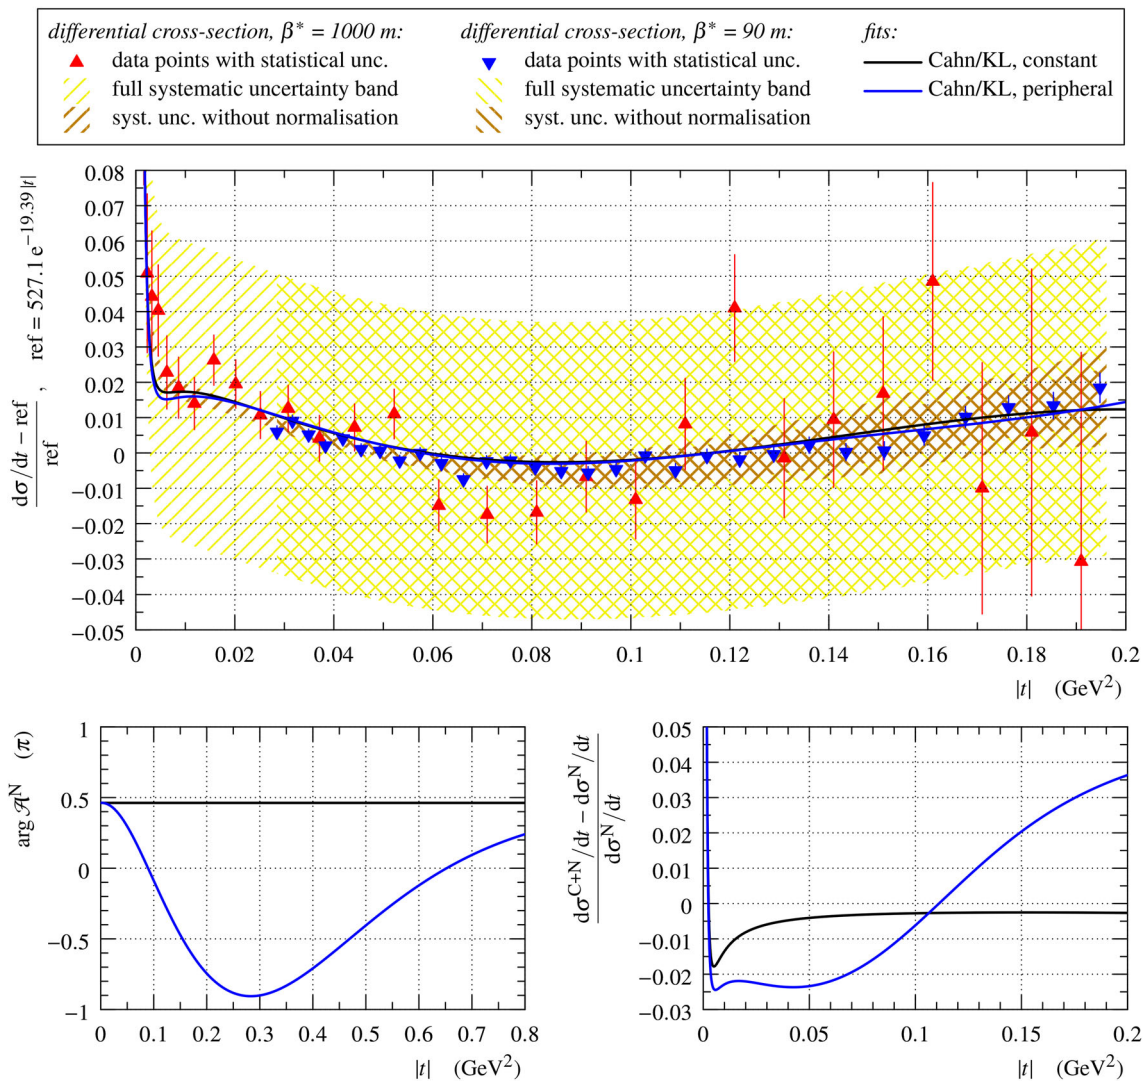 differential cross-section, β* = 1000 m:
data points with statistical unc.
full systematic uncertainty band
syst. unc. without normalisation
differential cross-section, β* = 90 m:
data points with statistical unc.
full systematic uncertainty band
syst. unc. without normalisation
fits:
Cahn/KL, constant
Cahn/KL, peripheral
dσ/dt − ref
ref
, ref = 527.1 e^−19.39|t|
0.08
0.07
0.06
0.05
0.04
0.03
0.02
0.01
0
−0.01
−0.02
−0.03
−0.04
−0.05
0 0.02 0.04 0.06 0.08 0.1 0.12 0.14 0.16 0.18 0.2
|t| (GeV²)
arg 𝒜^N (π)
1
0.5
0
−0.5
−1
0 0.1 0.2 0.3 0.4 0.5 0.6 0.7 0.8
|t| (GeV²)
dσ^C+N/dt − dσ^N/dt
dσ^N/dt
0.05
0.04
0.03
0.02
0.01
0
−0.01
−0.02
−0.03
0 0.05 0.1 0.15 0.2
|t| (GeV²)